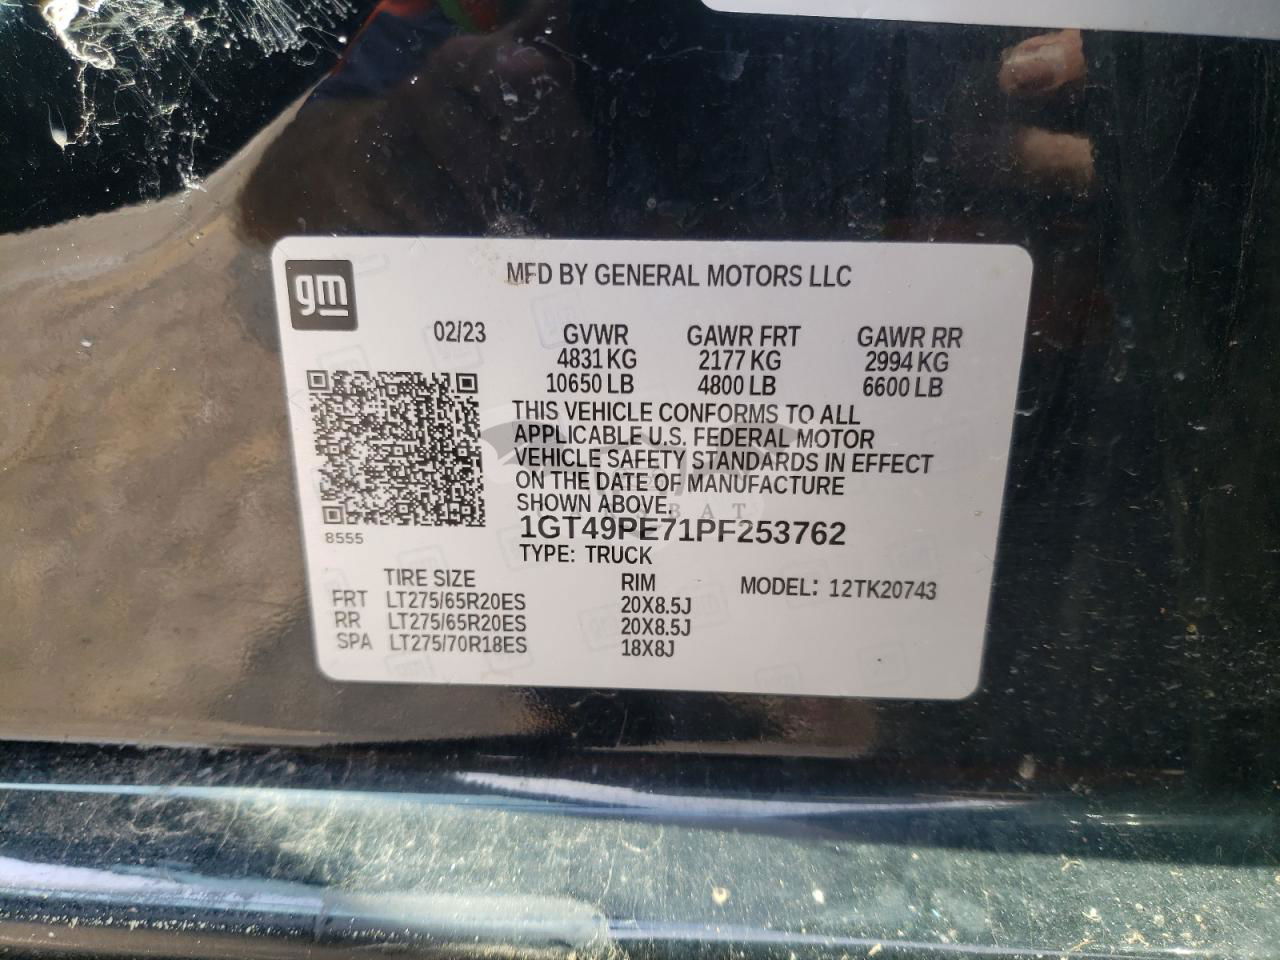 gm
MFD BY GENERAL MOTORS LLC
02/23 GVWR GAWR FRT GAWR RR
4831 KG 2177 KG 2994 KG
10650 LB 4800 LB 6600 LB
THIS VEHICLE CONFORMS TO ALL
APPLICABLE U.S. FEDERAL MOTOR
VEHICLE SAFETY STANDARDS IN EFFECT
ON THE DATE OF MANUFACTURE
SHOWN ABOVE.
1GT49PE71PF253762
8555
TYPE: TRUCK
TIRE SIZE RIM MODEL: 12TK20743
FRT LT275/65R20ES 20X8.5J
RR LT275/65R20ES 20X8.5J
SPA LT275/70R18ES 18X8J